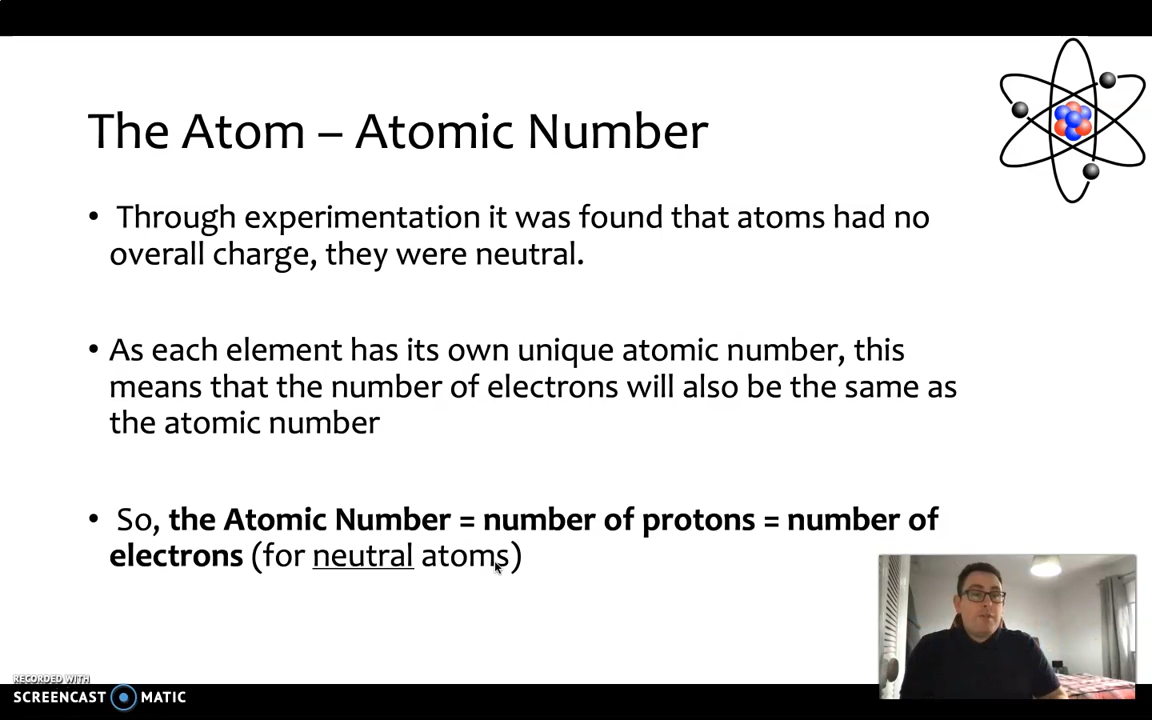 The Atom – Atomic Number
• Through experimentation it was found that atoms had no
overall charge, they were neutral.
• As each element has its own unique atomic number, this
means that the number of electrons will also be the same as
the atomic number
• So, the Atomic Number = number of protons = number of
electrons (for neutral atoms)
RECORDED WITH
SCREENCAST MATIC